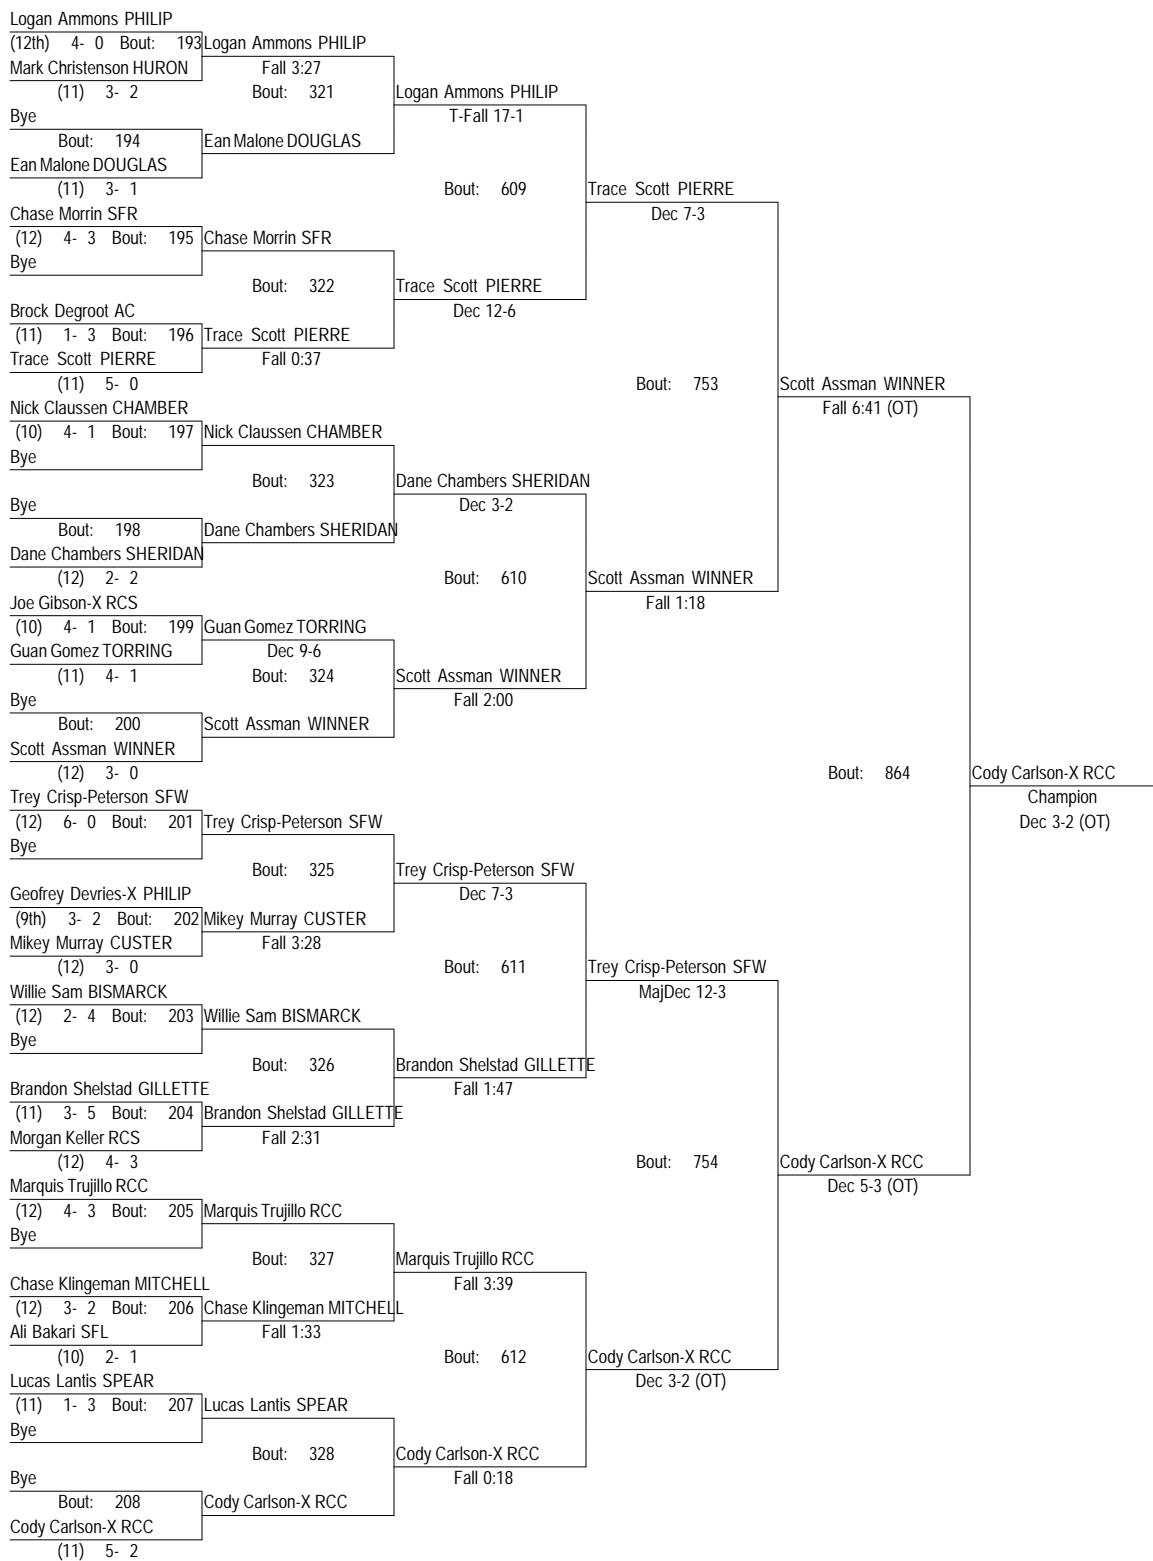 Logan Ammons PHILIP
(12th) 4- 0 Bout: 193 Logan Ammons PHILIP
Mark Christenson HURON Fall 3:27
(11) 3- 2 Bout: 321 Logan Ammons PHILIP
Bye T-Fall 17-1
Bout: 194 Ean Malone DOUGLAS
Ean Malone DOUGLAS
(11) 3- 1 Bout: 609 Trace Scott PIERRE
Chase Morrin SFR Dec 7-3
(12) 4- 3 Bout: 195 Chase Morrin SFR
Bye
Bout: 322 Trace Scott PIERRE
Brock Degroot AC Dec 12-6
(11) 1- 3 Bout: 196 Trace Scott PIERRE
Trace Scott PIERRE Fall 0:37
(11) 5- 0 Bout: 753 Scott Assman WINNER
Nick Claussen CHAMBER Fall 6:41 (OT)
(10) 4- 1 Bout: 197 Nick Claussen CHAMBER
Bye
Bout: 323 Dane Chambers SHERIDAN
Bye Dec 3-2
Bout: 198 Dane Chambers SHERIDAN
Dane Chambers SHERIDAN
(12) 2- 2 Bout: 610 Scott Assman WINNER
Joe Gibson-X RCS Fall 1:18
(10) 4- 1 Bout: 199 Guan Gomez TORRING
Guan Gomez TORRING Dec 9-6
(11) 4- 1 Bout: 324 Scott Assman WINNER
Bye Fall 2:00
Bout: 200 Scott Assman WINNER
Scott Assman WINNER
(12) 3- 0 Bout: 864 Cody Carlson-X RCC
Trey Crisp-Peterson SFW Champion
(12) 6- 0 Bout: 201 Trey Crisp-Peterson SFW Dec 3-2 (OT)
Bye
Bout: 325 Trey Crisp-Peterson SFW
Geofrey Devries-X PHILIP Dec 7-3
(9th) 3- 2 Bout: 202 Mikey Murray CUSTER
Mikey Murray CUSTER Fall 3:28
(12) 3- 0 Bout: 611 Trey Crisp-Peterson SFW
Willie Sam BISMARCK MajDec 12-3
(12) 2- 4 Bout: 203 Willie Sam BISMARCK
Bye
Bout: 326 Brandon Shelstad GILLETTE
Brandon Shelstad GILLETTE Fall 1:47
(11) 3- 5 Bout: 204 Brandon Shelstad GILLETTE
Morgan Keller RCS Fall 2:31
(12) 4- 3 Bout: 754 Cody Carlson-X RCC
Marquis Trujillo RCC Dec 5-3 (OT)
(12) 4- 3 Bout: 205 Marquis Trujillo RCC
Bye
Bout: 327 Marquis Trujillo RCC
Chase Klingeman MITCHELL Fall 3:39
(12) 3- 2 Bout: 206 Chase Klingeman MITCHELL
Ali Bakari SFL Fall 1:33
(10) 2- 1 Bout: 612 Cody Carlson-X RCC
Lucas Lantis SPEAR Dec 3-2 (OT)
(11) 1- 3 Bout: 207 Lucas Lantis SPEAR
Bye
Bout: 328 Cody Carlson-X RCC
Bye Fall 0:18
Bout: 208 Cody Carlson-X RCC
Cody Carlson-X RCC
(11) 5- 2